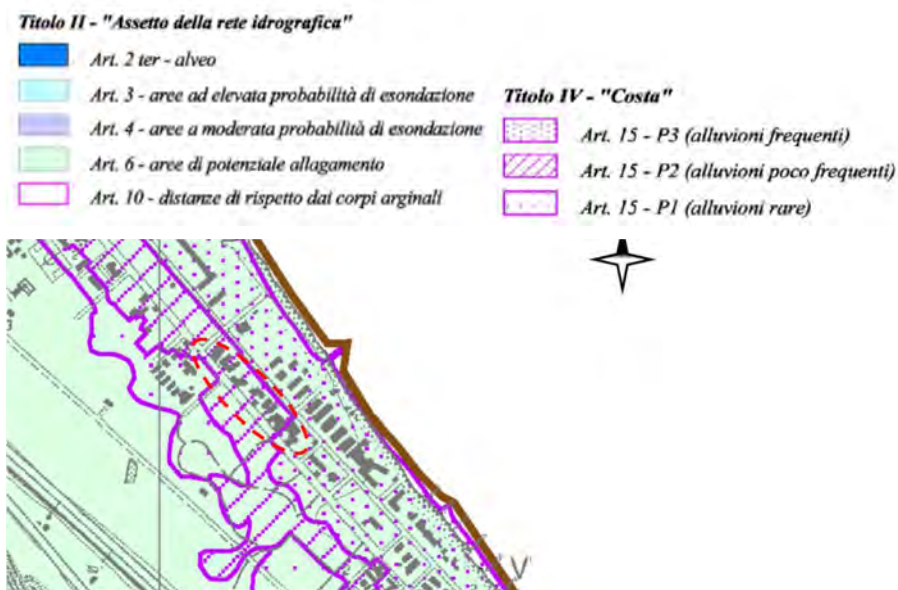 Titolo II - "Assetto della rete idrografica"
Art. 2 ter - alveo
Art. 3 - aree ad elevata probabilità di esondazione
Art. 4 - aree a moderata probabilità di esondazione
Art. 6 - aree di potenziale allagamento
Art. 10 - distanze di rispetto dai corpi arginali
Titolo IV - "Costa"
Art. 15 - P3 (alluvioni frequenti)
Art. 15 - P2 (alluvioni poco frequenti)
Art. 15 - P1 (alluvioni rare)
V